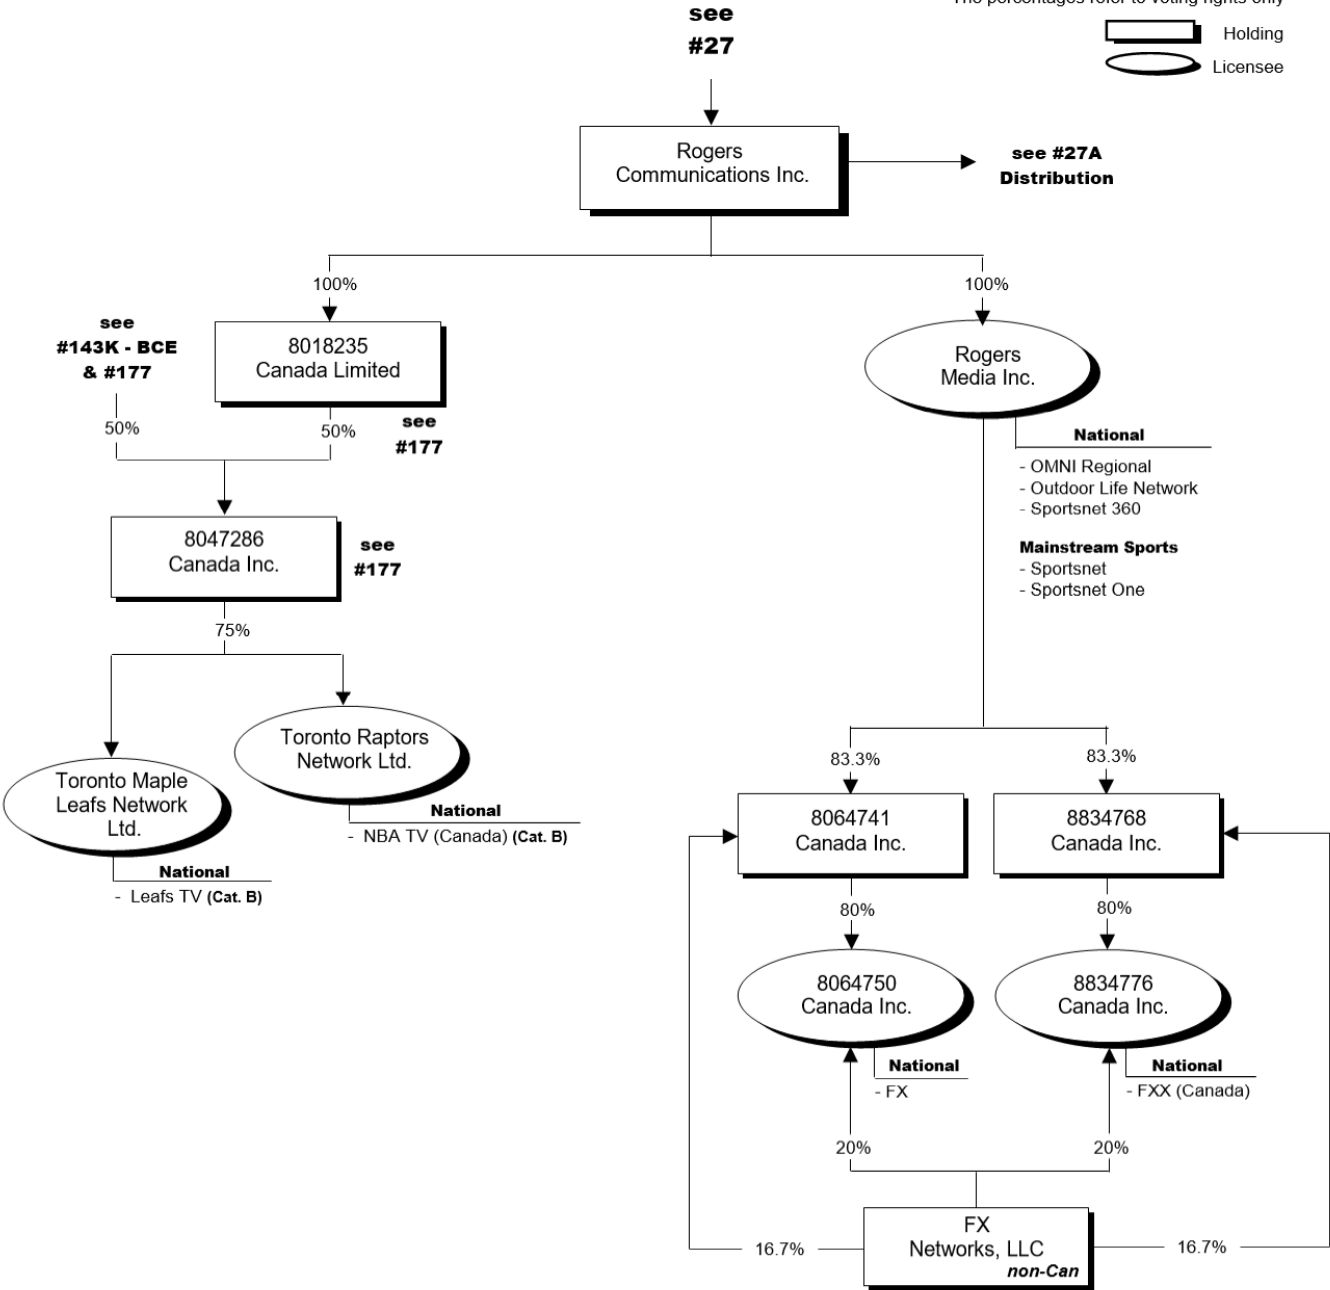 see
#27
The percentages refer to voting rights only
Holding
Licensee
Rogers
Communications Inc.
see #27A
Distribution
100%
100%
see
#143K - BCE
& #177
8018235
Canada Limited
Rogers
Media Inc.
50%
50%
see
#177
National
- OMNI Regional
- Outdoor Life Network
- Sportsnet 360
Mainstream Sports
- Sportsnet
- Sportsnet One
8047286
Canada Inc.
see
#177
75%
Toronto Raptors
Network Ltd.
National
- NBA TV (Canada) (Cat. B)
Toronto Maple
Leafs Network
Ltd.
National
- Leafs TV (Cat. B)
83.3%
83.3%
8064741
Canada Inc.
8834768
Canada Inc.
80%
80%
8064750
Canada Inc.
8834776
Canada Inc.
National
- FX
National
- FXX (Canada)
20%
20%
FX
Networks, LLC
non-Can
16.7%
16.7%